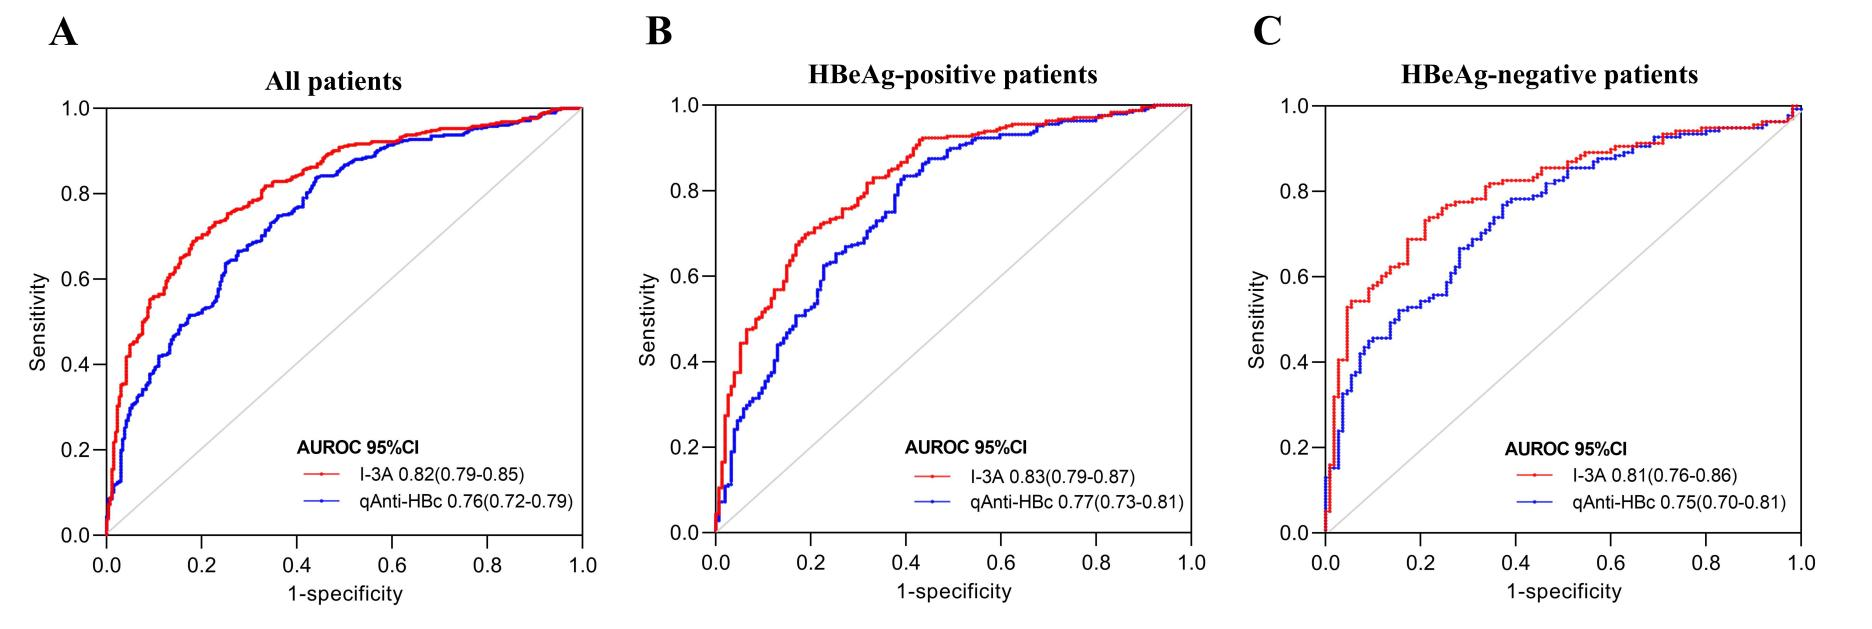 A
All patients
1.0
0.8
0.6
0.4
0.2
0.0
Sensitivity
AUROC 95%CI
I-3A 0.82(0.79-0.85)
qAnti-HBc 0.76(0.72-0.79)
0.0 0.2 0.4 0.6 0.8 1.0
1-specificity
B
HBeAg-positive patients
1.0
0.8
0.6
0.4
0.2
0.0
Senstivity
AUROC 95%CI
I-3A 0.83(0.79-0.87)
qAnti-HBc 0.77(0.73-0.81)
0.0 0.2 0.4 0.6 0.8 1.0
1-specificity
C
HBeAg-negative patients
1.0
0.8
0.6
0.4
0.2
0.0
Sensitivity
AUROC 95%CI
I-3A 0.81(0.76-0.86)
qAnti-HBc 0.75(0.70-0.81)
0.0 0.2 0.4 0.6 0.8 1.0
1-specificity